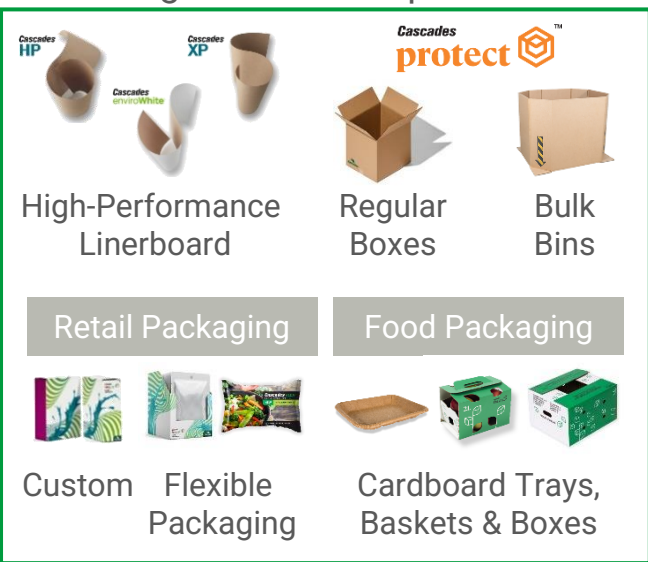 Cascades
HP
Cascades
XP
Cascades
enviroWhite
Cascades
protect™
High-Performance
Linerboard
Regular
Boxes
Bulk
Bins
Retail Packaging
Food Packaging
Custom
Flexible
Packaging
Cardboard Trays,
Baskets & Boxes